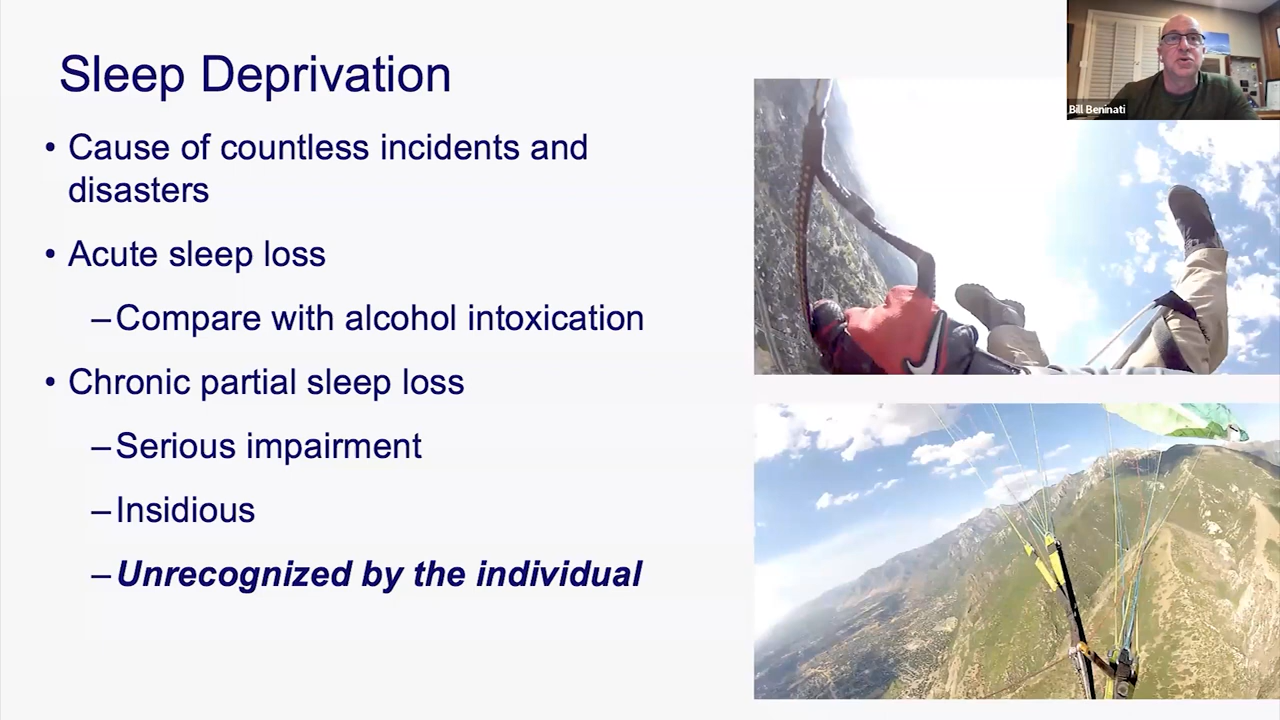 Sleep Deprivation
• Cause of countless incidents and
disasters
• Acute sleep loss
–Compare with alcohol intoxication
• Chronic partial sleep loss
–Serious impairment
–Insidious
–Unrecognized by the individual
Bill Beninati